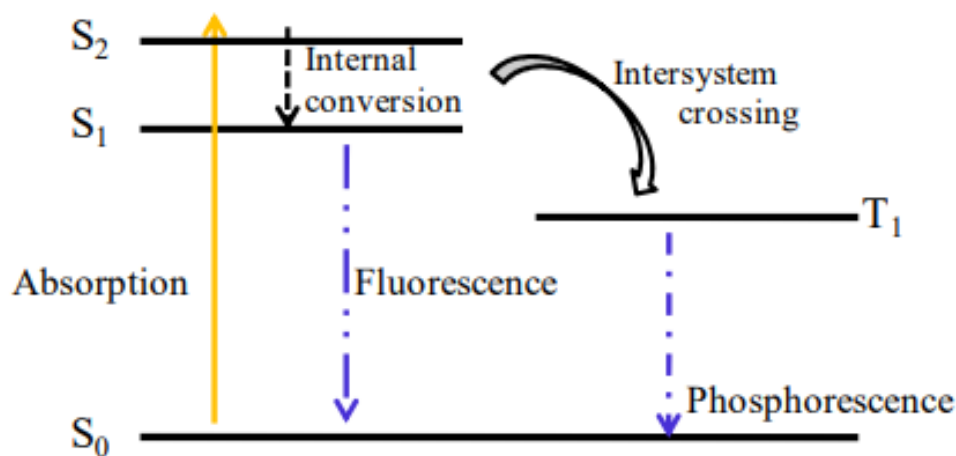 S₂
Internal
conversion
Intersystem
crossing
S₁
T₁
Absorption
Fluorescence
Phosphorescence
S₀